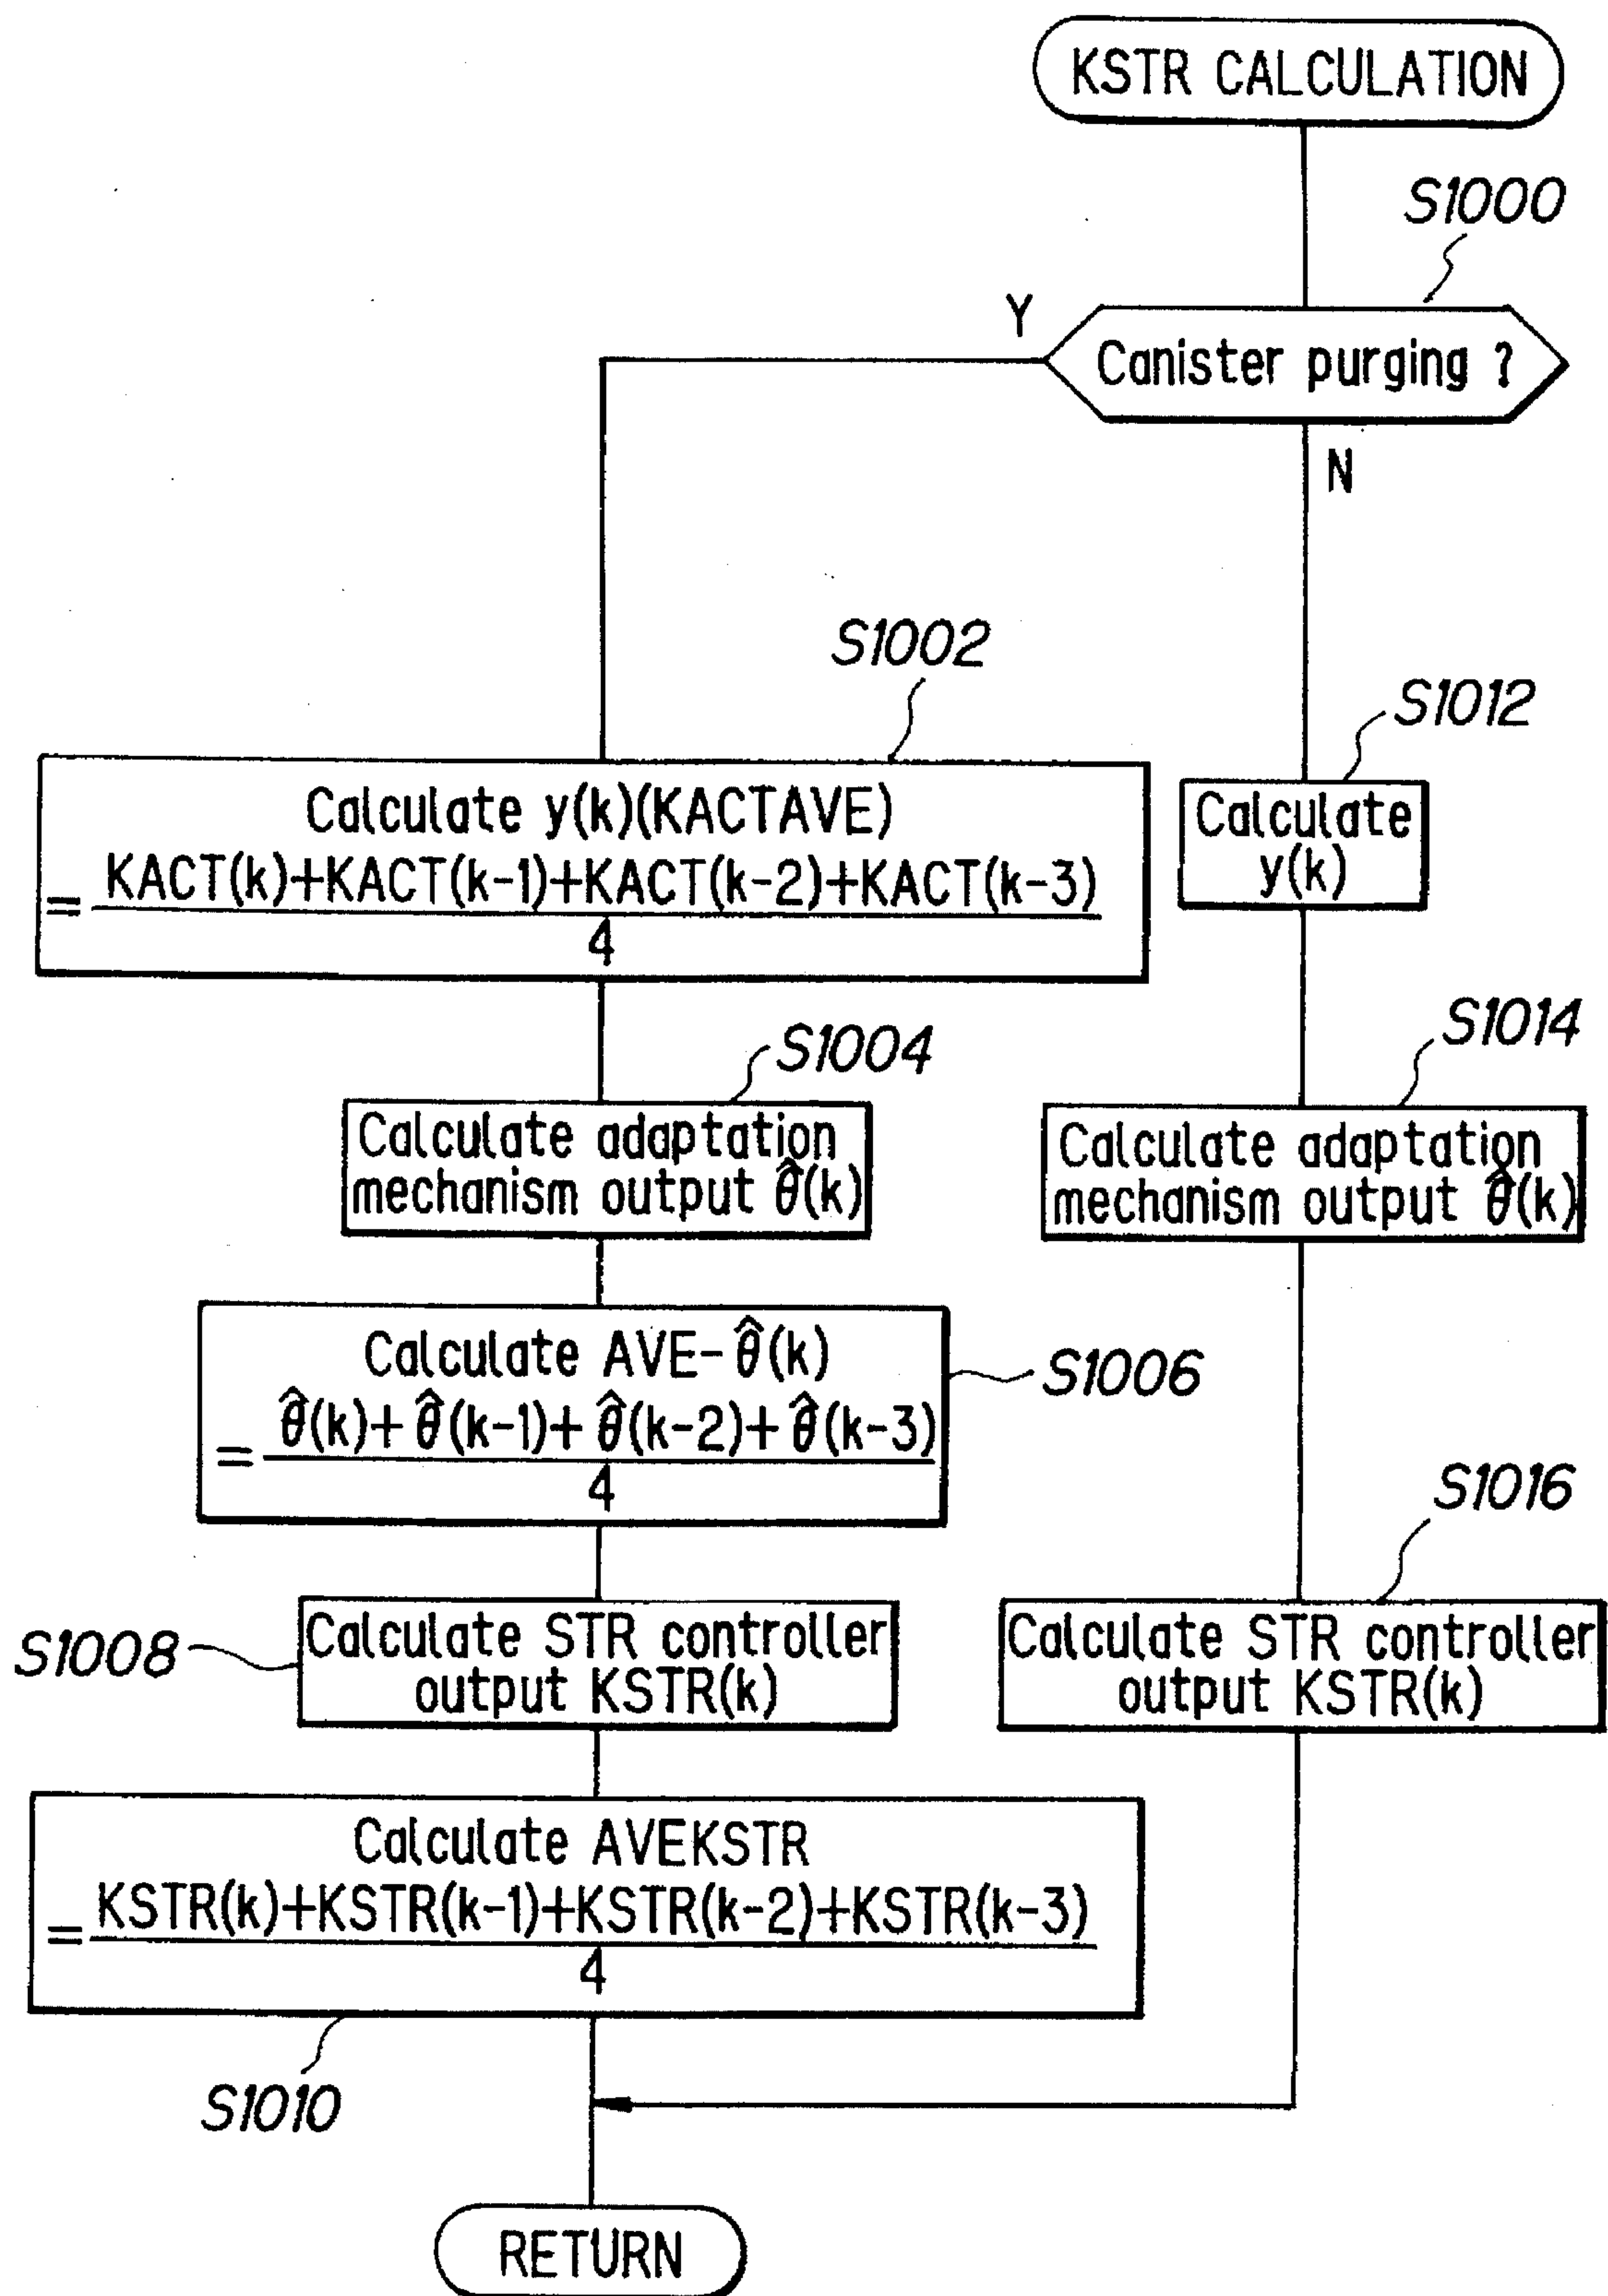 KSTR CALCULATION
S1000
Canister purging ?
Y
N
S1002
Calculate y(k)(KACTAVE)
= KACT(k)+KACT(k-1)+KACT(k-2)+KACT(k-3)
4
S1004
Calculate adaptation
mechanism output θ̂(k)
Calculate AVE-θ̂(k)
= θ̂(k)+θ̂(k-1)+θ̂(k-2)+θ̂(k-3)
4
S1006
S1008
Calculate STR controller
output KSTR(k)
Calculate AVEKSTR
= KSTR(k)+KSTR(k-1)+KSTR(k-2)+KSTR(k-3)
4
S1010
S1012
Calculate
y(k)
S1014
Calculate adaptation
mechanism output θ̂(k)
S1016
Calculate STR controller
output KSTR(k)
RETURN